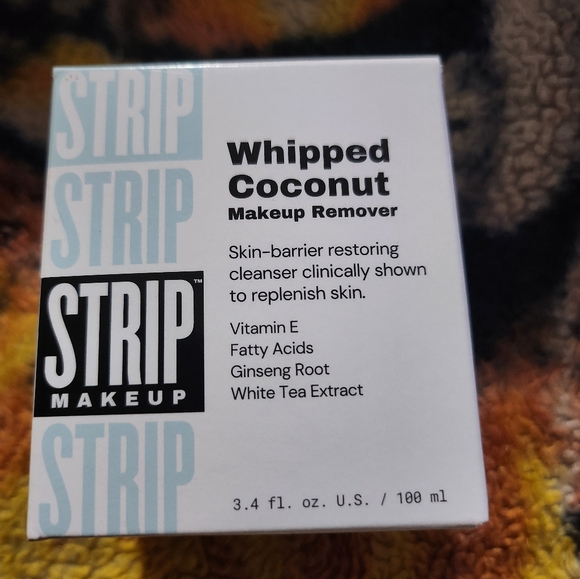 STRIP
STRIP
STRIP™
MAKEUP
STRIP
Whipped
Coconut
Makeup Remover
Skin-barrier restoring
cleanser clinically shown
to replenish skin.
Vitamin E
Fatty Acids
Ginseng Root
White Tea Extract
3.4 fl. oz. U.S. / 100 ml